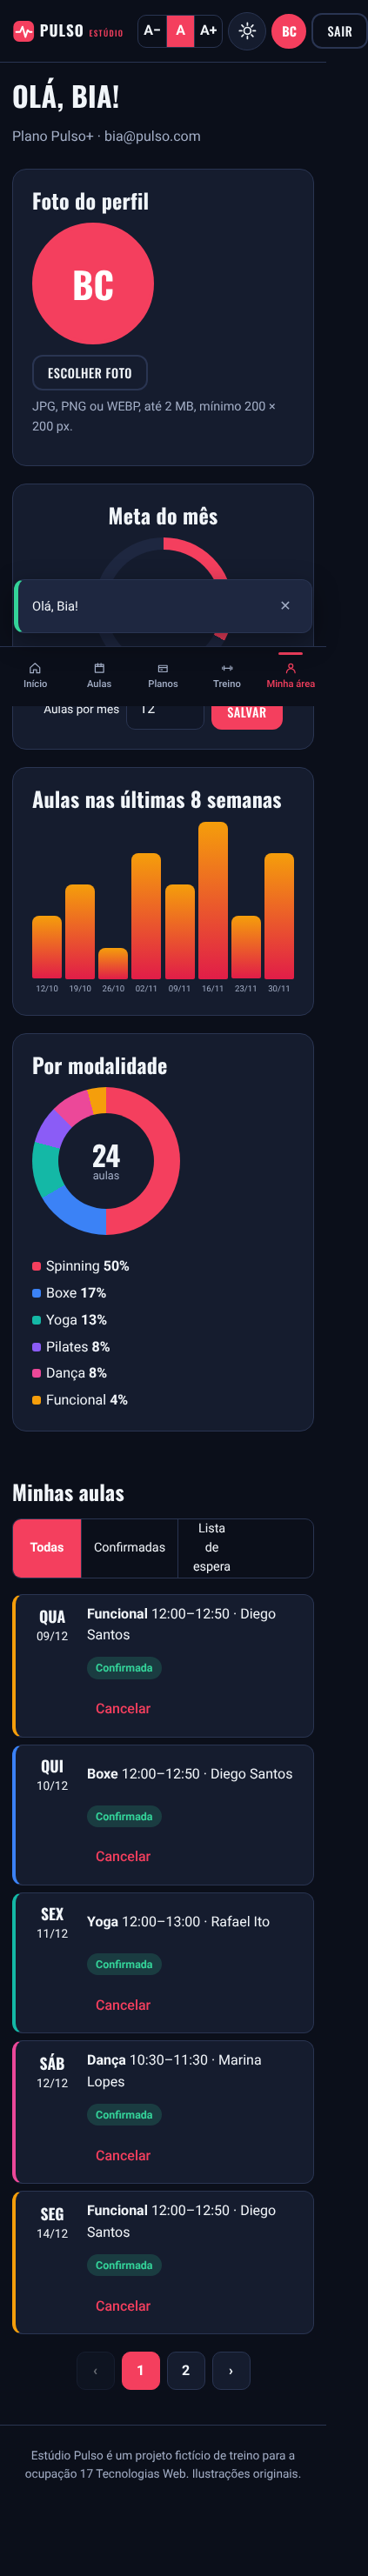 PULSO ESTÚDIO A− A A+ BC SAIR
OLÁ, BIA!
Plano Pulso+ · bia@pulso.com
Foto do perfil
BC
ESCOLHER FOTO
JPG, PNG ou WEBP, até 2 MB, mínimo 200 ×
200 px.
Meta do mês
Olá, Bia! ✕
Início Aulas Planos Treino Minha área
Aulas por mês 12 SALVAR
Aulas nas últimas 8 semanas
12/10 19/10 26/10 02/11 09/11 16/11 23/11 30/11
Por modalidade
24
aulas
Spinning 50%
Boxe 17%
Yoga 13%
Pilates 8%
Dança 8%
Funcional 4%
Minhas aulas
Todas Confirmadas Lista
de
espera
QUA
09/12
Funcional 12:00–12:50 · Diego
Santos
Confirmada
Cancelar
QUI
10/12
Boxe 12:00–12:50 · Diego Santos
Confirmada
Cancelar
SEX
11/12
Yoga 12:00–13:00 · Rafael Ito
Confirmada
Cancelar
SÁB
12/12
Dança 10:30–11:30 · Marina
Lopes
Confirmada
Cancelar
SEG
14/12
Funcional 12:00–12:50 · Diego
Santos
Confirmada
Cancelar
‹ 1 2 ›
Estúdio Pulso é um projeto fictício de treino para a
ocupação 17 Tecnologias Web. Ilustrações originais.